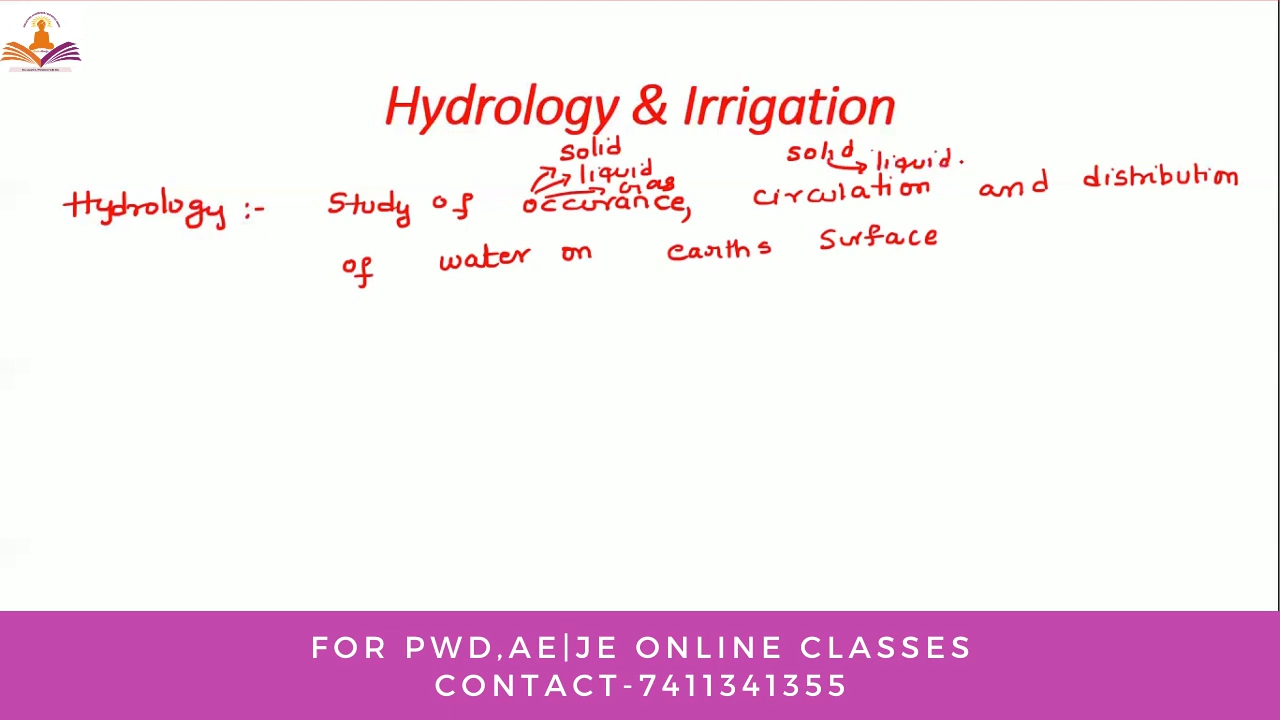 Hydrology & Irrigation
solid
liquid
Gas
solid
liquid.
Hydrology :- Study of occurance, circulation and distribution
of water on earths surface
FOR PWD,AE|JE ONLINE CLASSES
CONTACT-7411341355